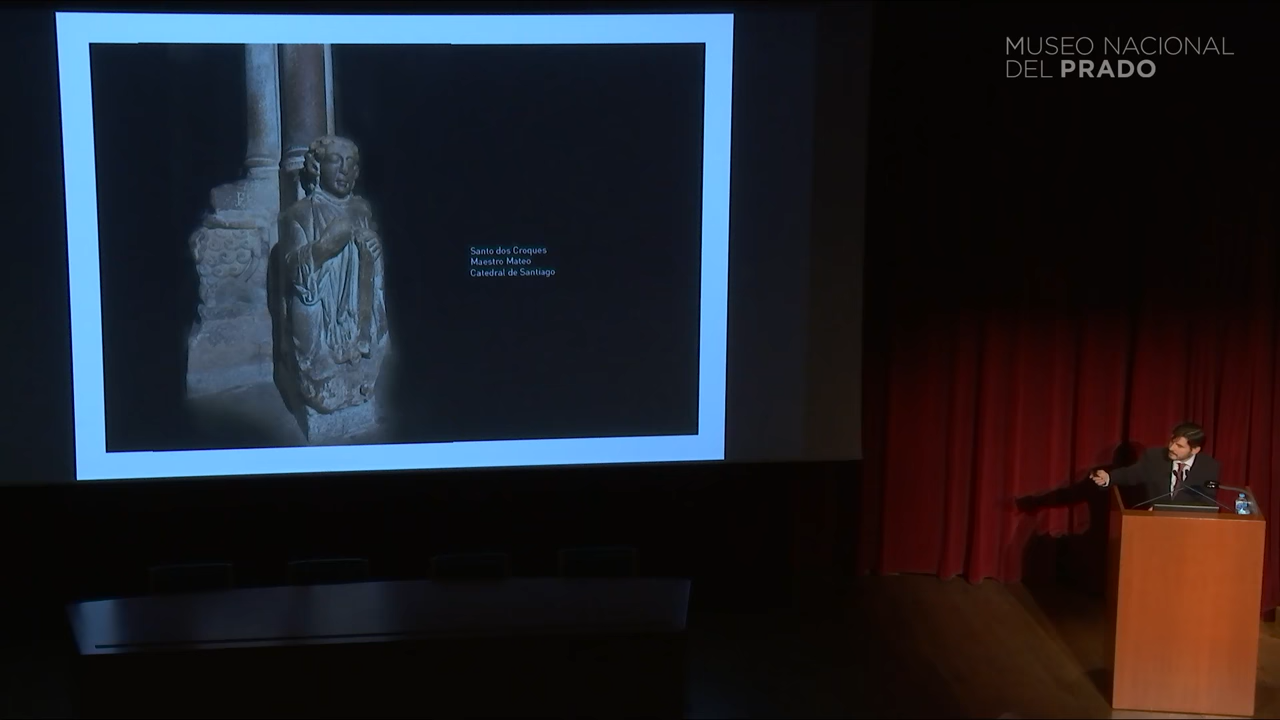 MUSEO NACIONAL
DEL PRADO
Santo dos Croques
Maestro Mateo
Catedral de Santiago